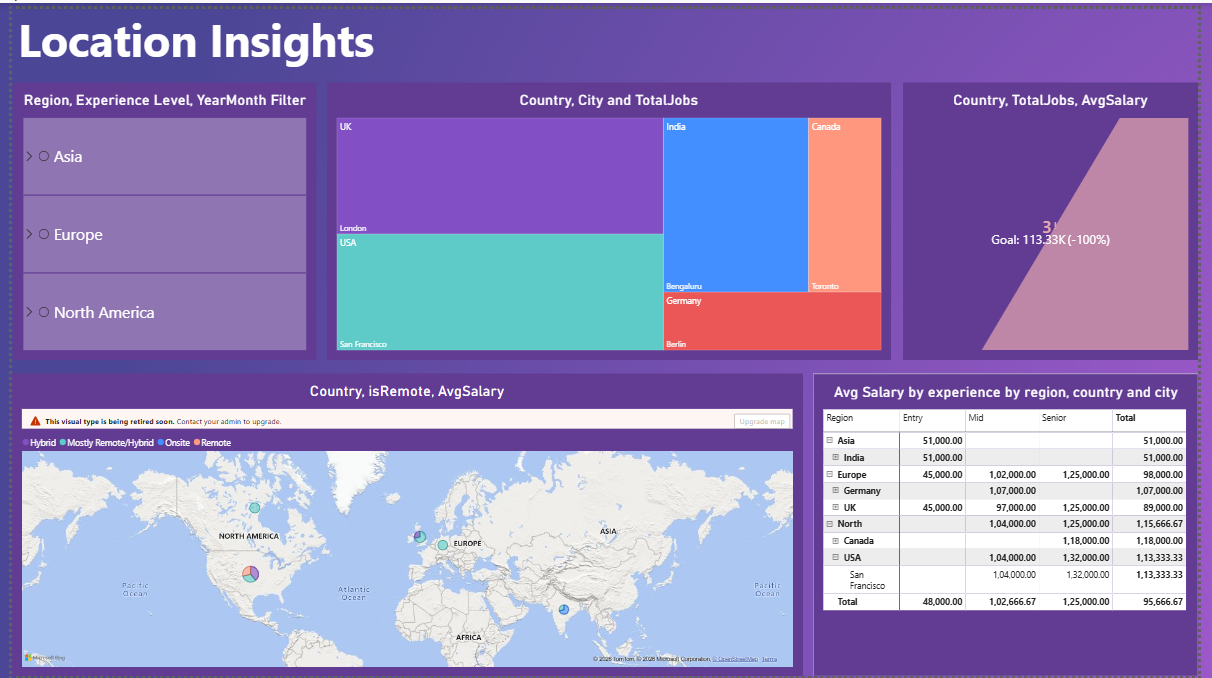 Location Insights
Region, Experience Level, YearMonth Filter
Asia
Europe
North America
Country, City and TotalJobs
UK
London
USA
San Francisco
India
Bengaluru
Canada
Toronto
Germany
Berlin
Country, TotalJobs, AvgSalary
3!
Goal: 113.33K (-100%)
Country, isRemote, AvgSalary
This visual type is being retired soon. Contact your admin to upgrade. Upgrade map
Hybrid Mostly Remote/Hybrid Onsite Remote
NORTH AMERICA
EUROPE
ASIA
AFRICA
Pacific
Ocean
Atlantic
Ocean
Pacific
Ocean
Microsoft Bing
© 2026 TomTom, © 2026 Microsoft Corporation, © OpenStreetMap Terms
Avg Salary by experience by region, country and city
Region Entry Mid Senior Total
Asia 51,000.00 51,000.00
India 51,000.00 51,000.00
Europe 45,000.00 1,02,000.00 1,25,000.00 98,000.00
Germany 1,07,000.00 1,07,000.00
UK 45,000.00 97,000.00 1,25,000.00 89,000.00
North 1,04,000.00 1,25,000.00 1,15,666.67
Canada 1,18,000.00 1,18,000.00
USA 1,04,000.00 1,32,000.00 1,13,333.33
San Francisco 1,04,000.00 1,32,000.00 1,13,333.33
Total 48,000.00 1,02,666.67 1,25,000.00 95,666.67